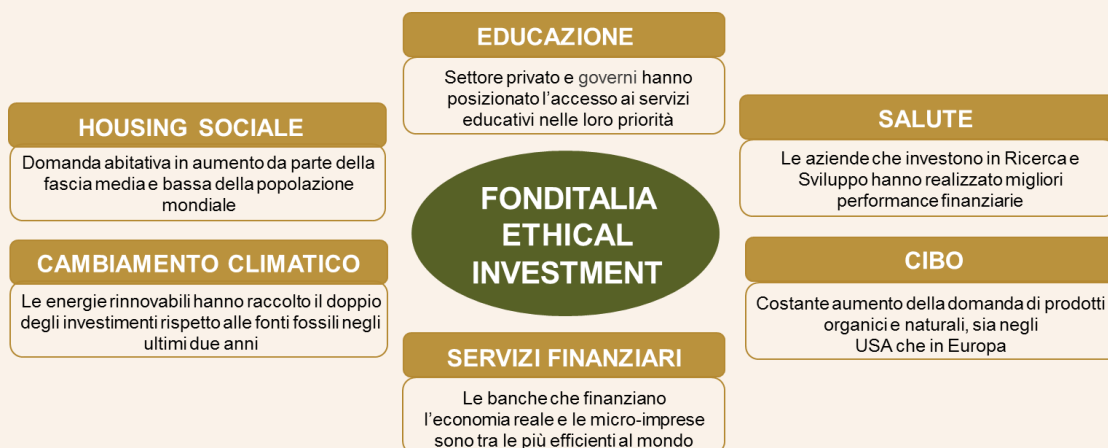 EDUCAZIONE
Settore privato e governi hanno
posizionato l'accesso ai servizi
educativi nelle loro priorità
HOUSING SOCIALE
Domanda abitativa in aumento da parte della
fascia media e bassa della popolazione
mondiale
SALUTE
Le aziende che investono in Ricerca e
Sviluppo hanno realizzato migliori
performance finanziarie
FONDITALIA
ETHICAL
INVESTMENT
CAMBIAMENTO CLIMATICO
Le energie rinnovabili hanno raccolto il doppio
degli investimenti rispetto alle fonti fossili negli
ultimi due anni
CIBO
Costante aumento della domanda di prodotti
organici e naturali, sia negli
USA che in Europa
SERVIZI FINANZIARI
Le banche che finanziano
l'economia reale e le micro-imprese
sono tra le più efficienti al mondo